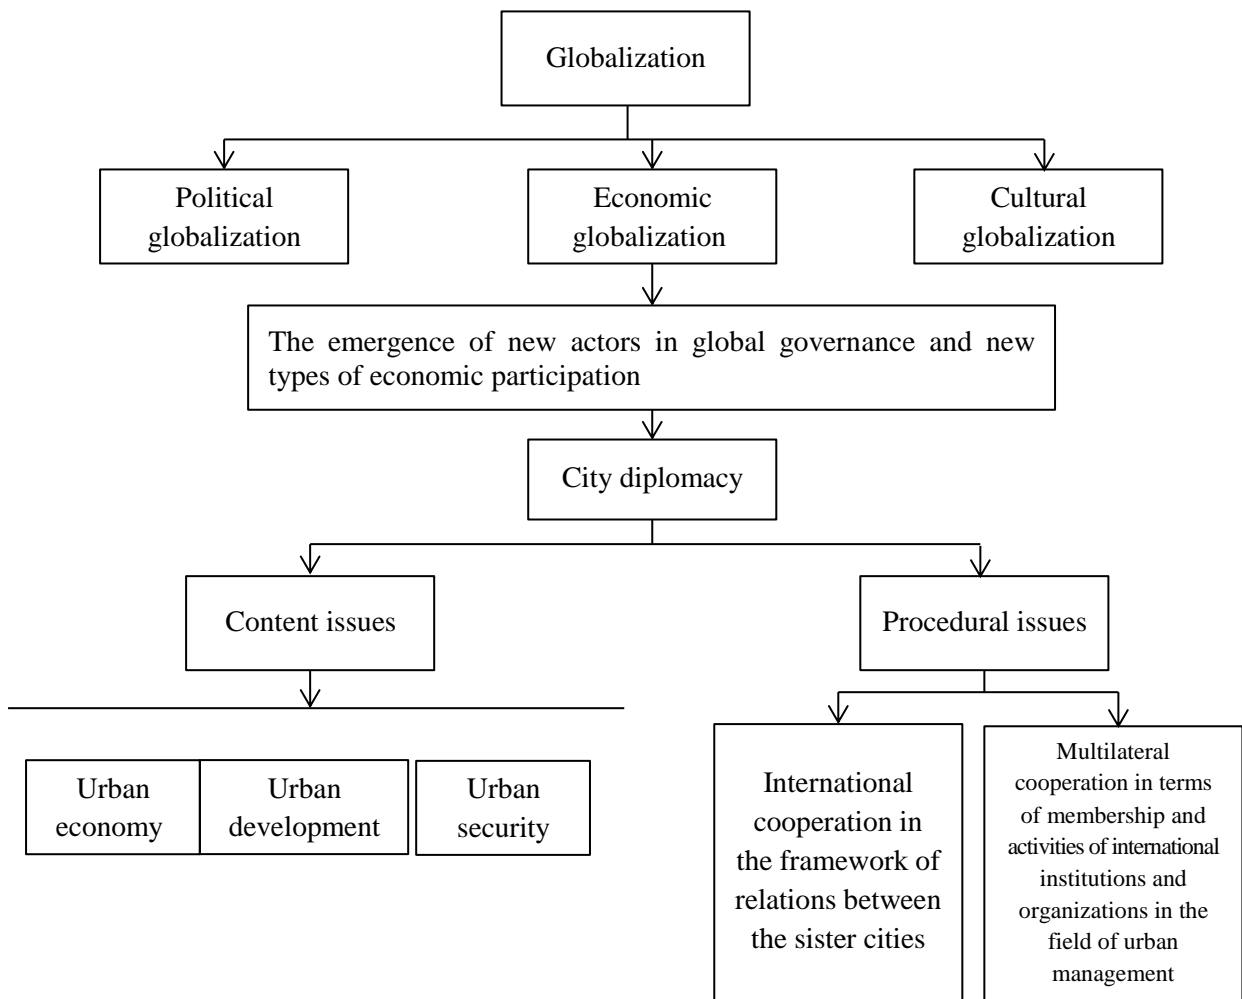 Globalization
Political
globalization
Economic
globalization
Cultural
globalization
The emergence of new actors in global governance and new
types of economic participation
City diplomacy
Content issues
Procedural issues
Urban
economy
Urban
development
Urban
security
International
cooperation in
the framework of
relations between
the sister cities
Multilateral
cooperation in terms
of membership and
activities of international
institutions and
organizations in the
field of urban
management